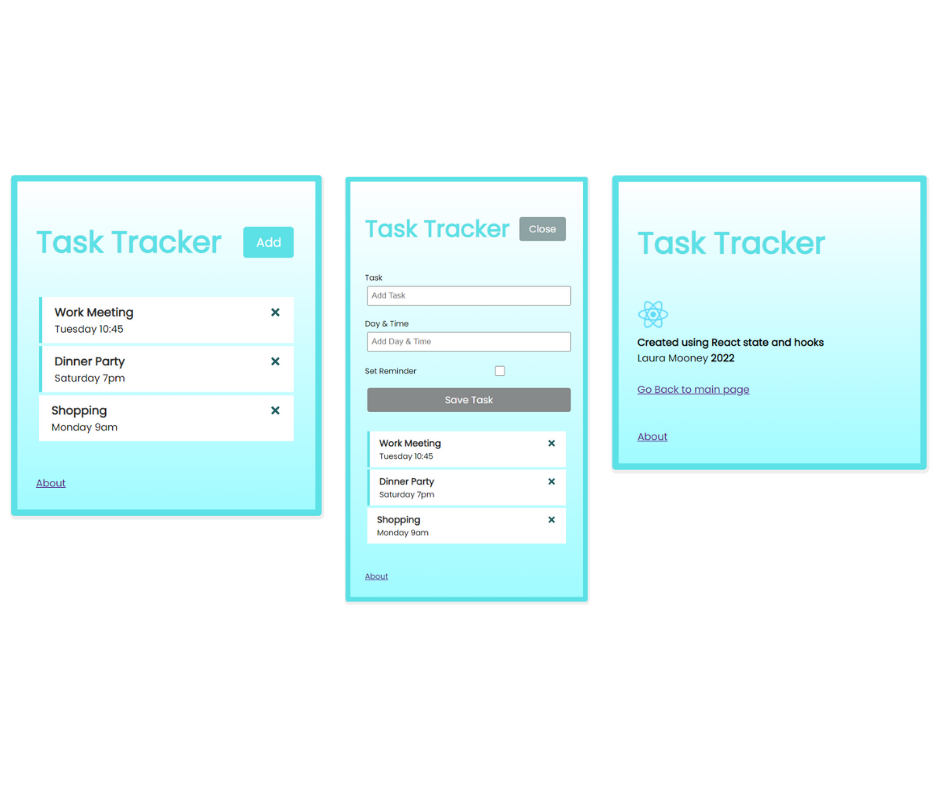 Task Tracker
Add
Work Meeting
Tuesday 10:45
Dinner Party
Saturday 7pm
Shopping
Monday 9am
About
Task Tracker
Close
Task
Add Task
Day & Time
Add Day & Time
Set Reminder
Save Task
Work Meeting
Tuesday 10:45
Dinner Party
Saturday 7pm
Shopping
Monday 9am
About
Task Tracker
Created using React state and hooks
Laura Mooney 2022
Go Back to main page
About